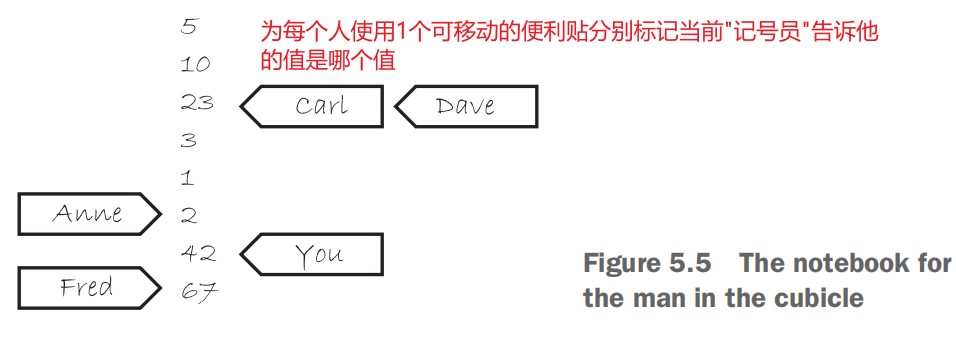 5
为每个人使用1个可移动的便利贴分别标记当前"记号员"告诉他
的值是哪个值
10
23 Carl Dave
3
1
Anne 2
42 You
Fred 67
Figure 5.5 The notebook for
the man in the cubicle